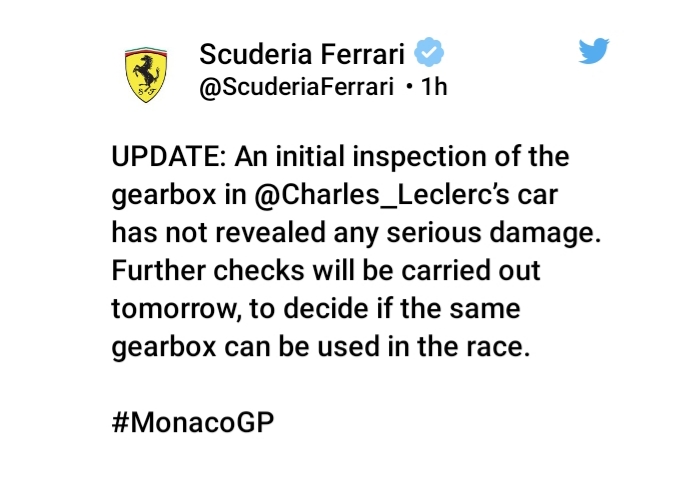 Scuderia Ferrari
@ScuderiaFerrari • 1h
UPDATE: An initial inspection of the
gearbox in @Charles_Leclerc’s car
has not revealed any serious damage.
Further checks will be carried out
tomorrow, to decide if the same
gearbox can be used in the race.
#MonacoGP